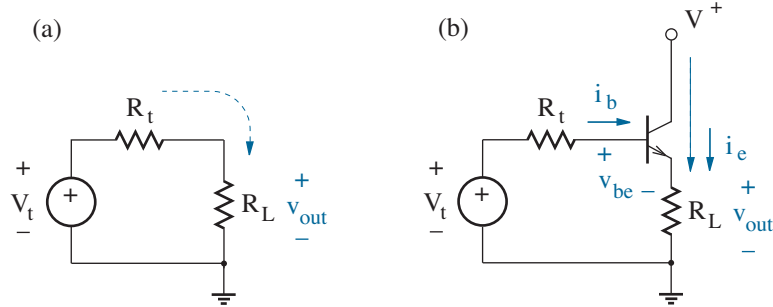 (a)
R_t
+
V_t
−
+
R_L
+
v_out
−
(b)
V^+
R_t
i_b
i_e
+
v_be −
+
V_t
−
+
R_L
+
v_out
−